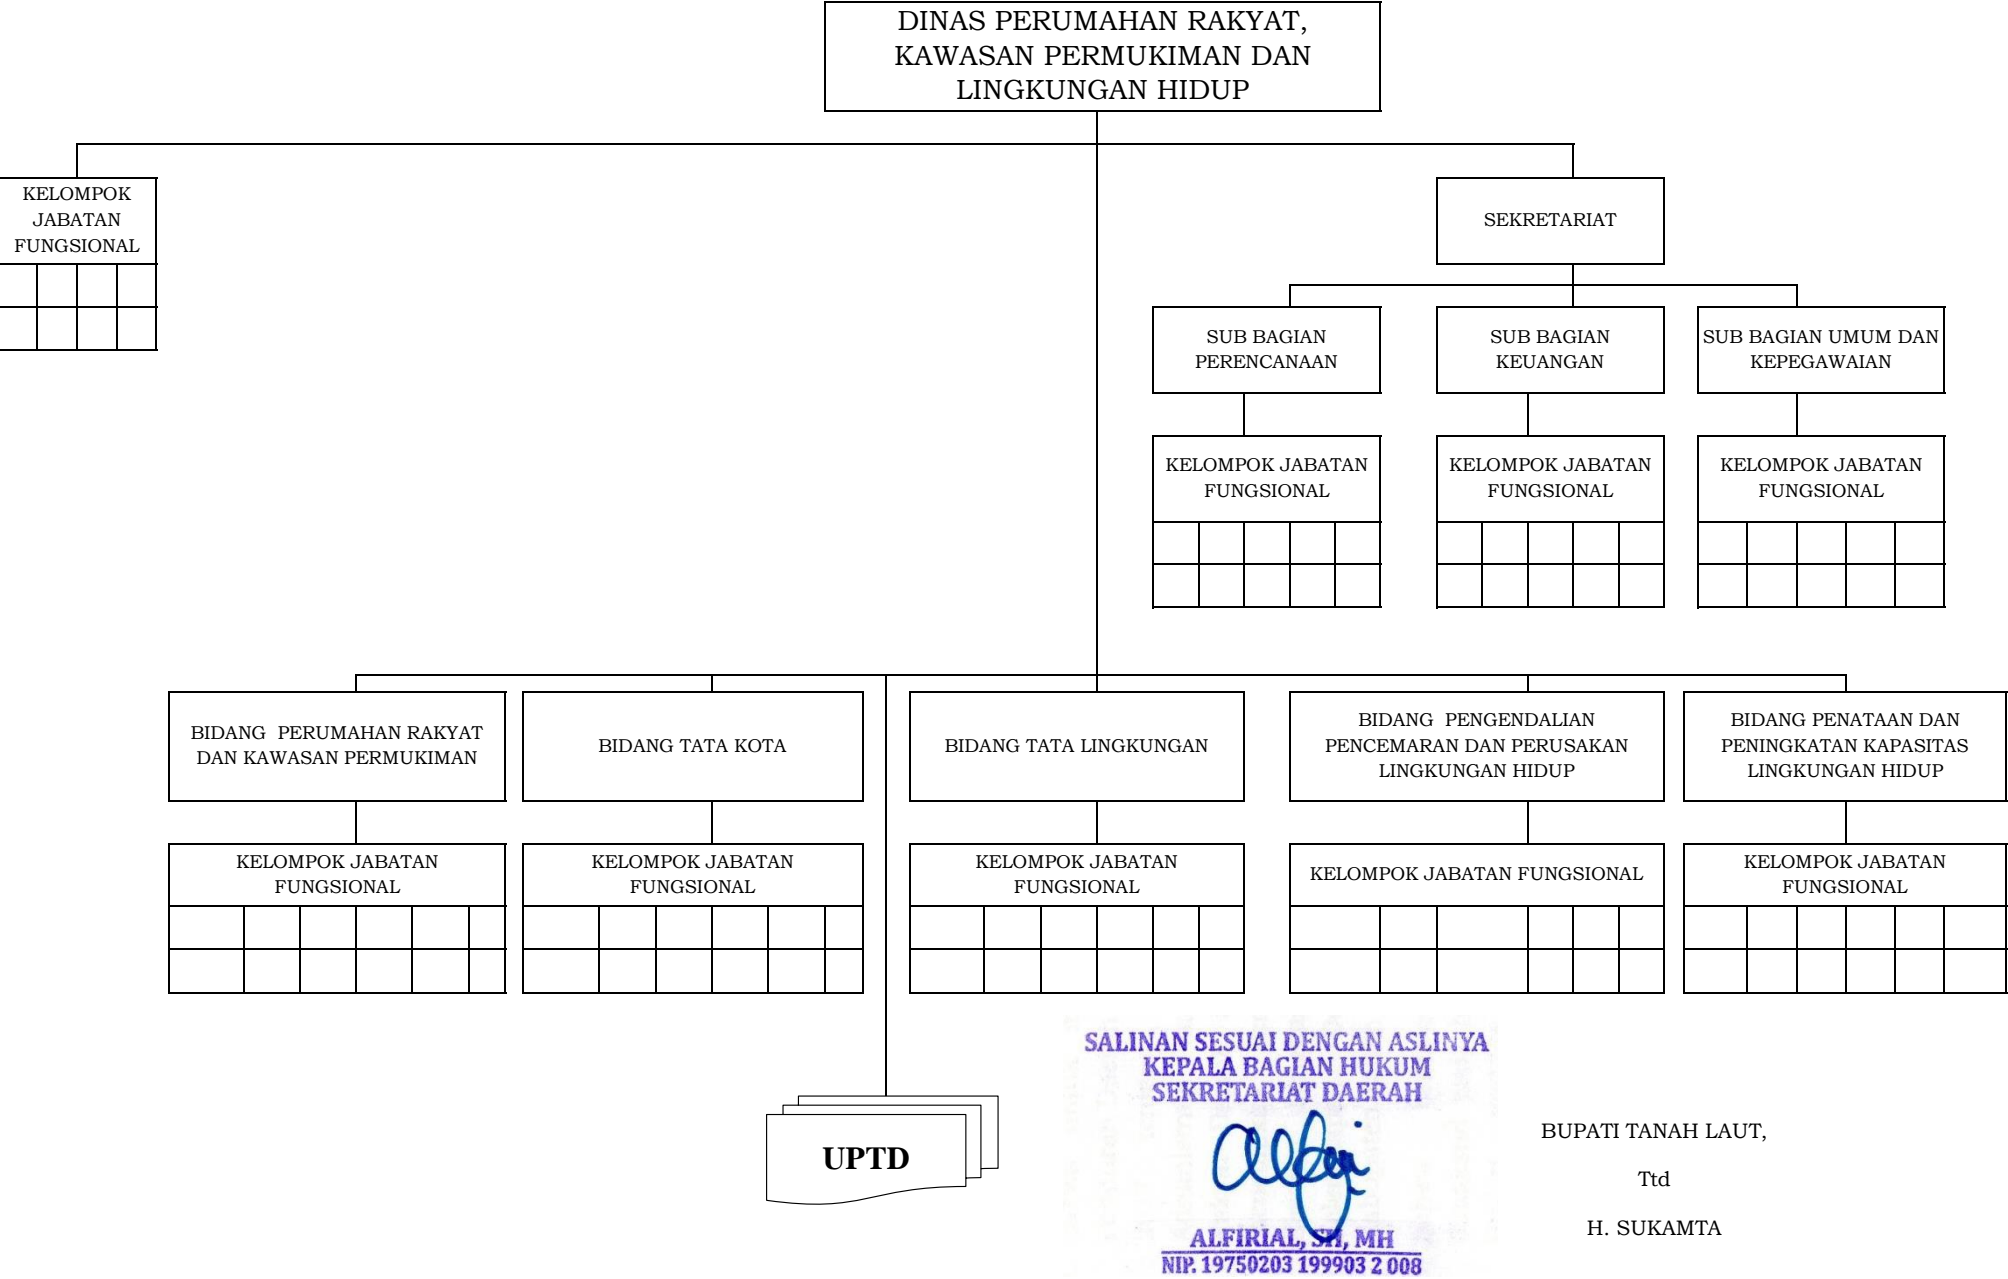 DINAS PERUMAHAN RAKYAT,
KAWASAN PERMUKIMAN DAN
LINGKUNGAN HIDUP
KELOMPOK
JABATAN
FUNGSIONAL
SEKRETARIAT
SUB BAGIAN
PERENCANAAN
SUB BAGIAN
KEUANGAN
SUB BAGIAN UMUM DAN
KEPEGAWAIAN
KELOMPOK JABATAN
FUNGSIONAL
KELOMPOK JABATAN
FUNGSIONAL
KELOMPOK JABATAN
FUNGSIONAL
BIDANG PERUMAHAN RAKYAT
DAN KAWASAN PERMUKIMAN
BIDANG TATA KOTA
BIDANG TATA LINGKUNGAN
BIDANG PENGENDALIAN
PENCEMARAN DAN PERUSAKAN
LINGKUNGAN HIDUP
BIDANG PENATAAN DAN
PENINGKATAN KAPASITAS
LINGKUNGAN HIDUP
KELOMPOK JABATAN
FUNGSIONAL
KELOMPOK JABATAN
FUNGSIONAL
KELOMPOK JABATAN
FUNGSIONAL
KELOMPOK JABATAN FUNGSIONAL
KELOMPOK JABATAN
FUNGSIONAL
UPTD
SALINAN SESUAI DENGAN ASLINYA
KEPALA BAGIAN HUKUM
SEKRETARIAT DAERAH
ALFIRIAL, SH, MH
NIP. 19750203 199903 2 008
BUPATI TANAH LAUT,
Ttd
H. SUKAMTA